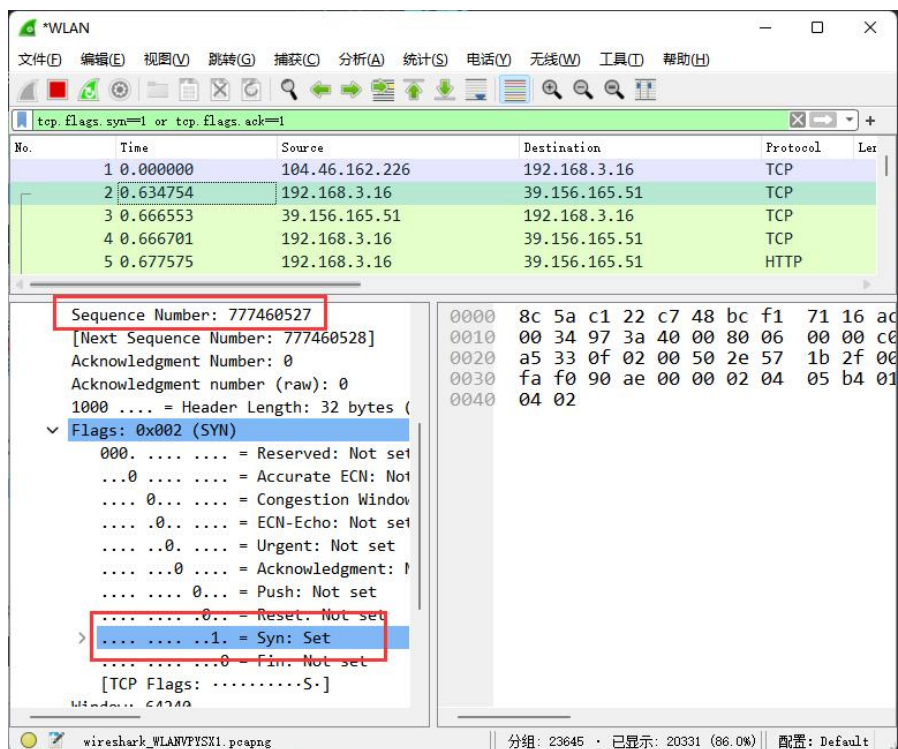 *WLAN
文件(F) 编辑(E) 视图(V) 跳转(G) 捕获(C) 分析(A) 统计(S) 电话(Y) 无线(W) 工具(T) 帮助(H)
tcp.flags.syn==1 or tcp.flags.ack==1
No. Time Source Destination Protocol Ler
1 0.000000 104.46.162.226 192.168.3.16 TCP
2 0.634754 192.168.3.16 39.156.165.51 TCP
3 0.666553 39.156.165.51 192.168.3.16 TCP
4 0.666701 192.168.3.16 39.156.165.51 TCP
5 0.677575 192.168.3.16 39.156.165.51 HTTP
Sequence Number: 777460527
[Next Sequence Number: 777460528]
Acknowledgment Number: 0
Acknowledgment number (raw): 0
1000 .... = Header Length: 32 bytes (
Flags: 0x002 (SYN)
000. .... .... = Reserved: Not set
...0 .... .... = Accurate ECN: Not
.... 0... .... = Congestion Window
.... .0.. .... = ECN-Echo: Not set
.... ..0. .... = Urgent: Not set
.... ...0 .... = Acknowledgment: N
.... .... 0... = Push: Not set
.... .... .0.. = Reset: Not set
.... .... ..1. = Syn: Set
.... .... ...0 = Fin: Not set
[TCP Flags: ··········S·]
Window: 64240
0000 8c 5a c1 22 c7 48 bc f1 71 16 ac
0010 00 34 97 3a 40 00 80 06 00 00 c0
0020 a5 33 0f 02 00 50 2e 57 1b 2f 00
0030 fa f0 90 ae 00 00 02 04 05 b4 01
0040 04 02
wireshark_WLANVPYSX1.pcapng 分组: 23645 · 已显示: 20331 (86.0%) 配置: Default